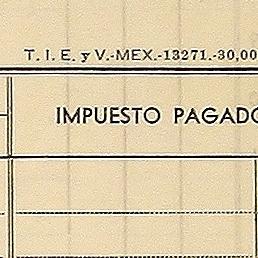 T. I. E. y V.-MEX.-13271.-30,00
IMPUESTO PAGADO